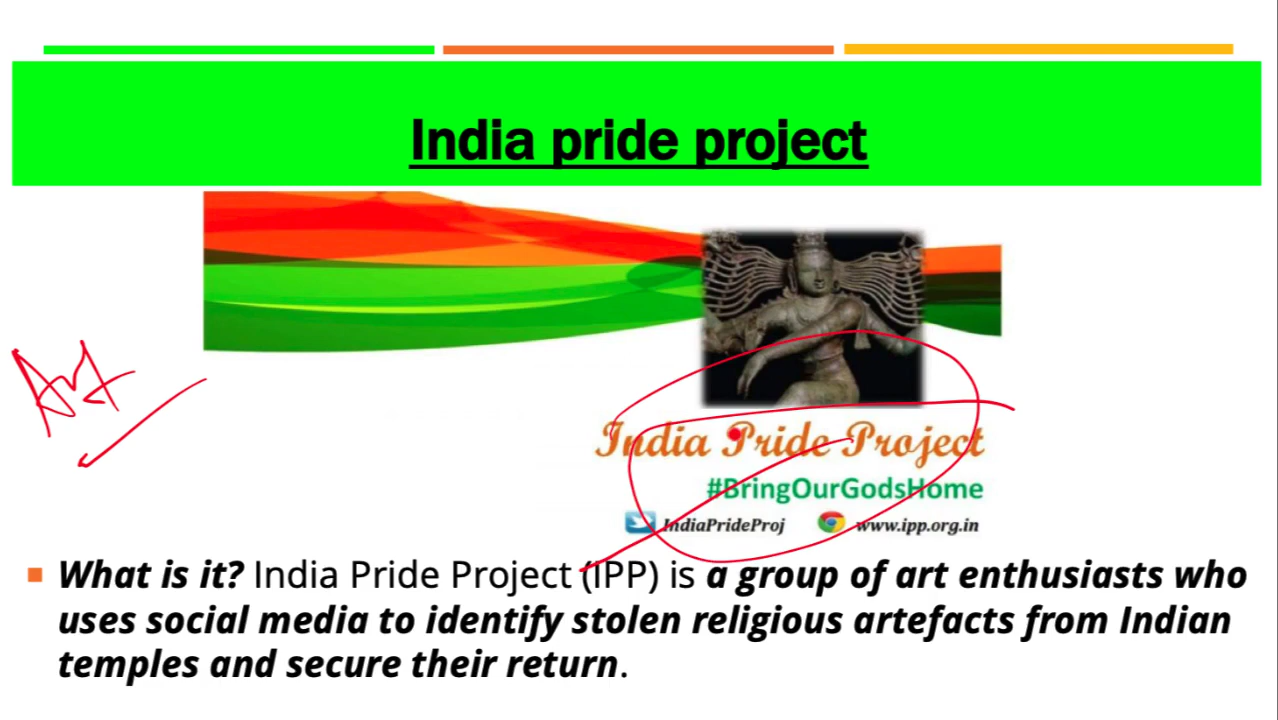 India pride project
India Pride Project
#BringOurGodsHome
IndiaPrideProj www.ipp.org.in
Art
What is it? India Pride Project (IPP) is a group of art enthusiasts who
uses social media to identify stolen religious artefacts from Indian
temples and secure their return.